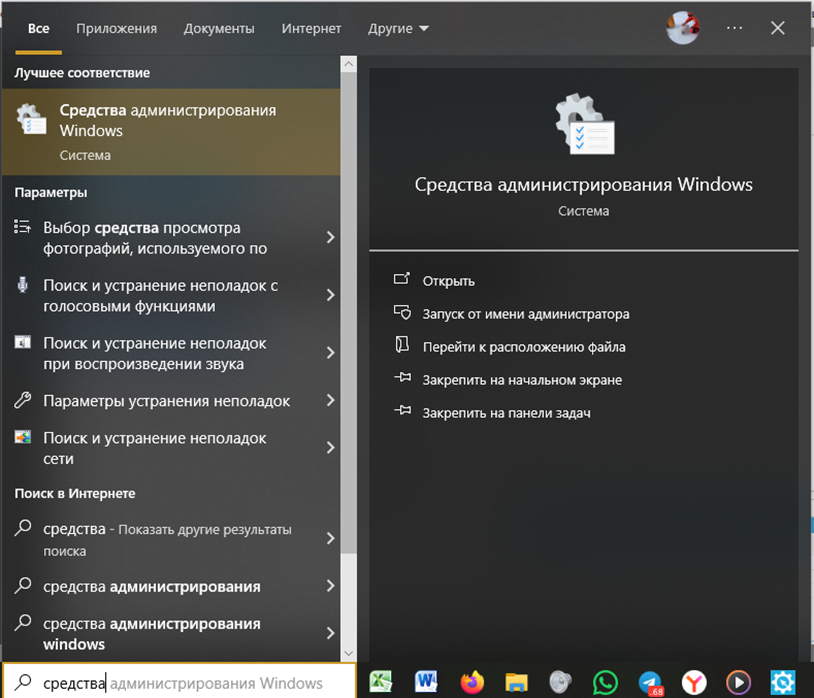 Все Приложения Документы Интернет Другие
Лучшее соответствие
Средства администрирования
Windows
Система
Параметры
Выбор средства просмотра
фотографий, используемого по
Поиск и устранение неполадок с
голосовыми функциями
Поиск и устранение неполадок
при воспроизведении звука
Параметры устранения неполадок
Поиск и устранение неполадок
сети
Поиск в Интернете
средства - Показать другие результаты
поиска
средства администрирования
средства администрирования
windows
средства администрирования Windows
Средства администрирования Windows
Система
Открыть
Запуск от имени администратора
Перейти к расположению файла
Закрепить на начальном экране
Закрепить на панели задач
.68